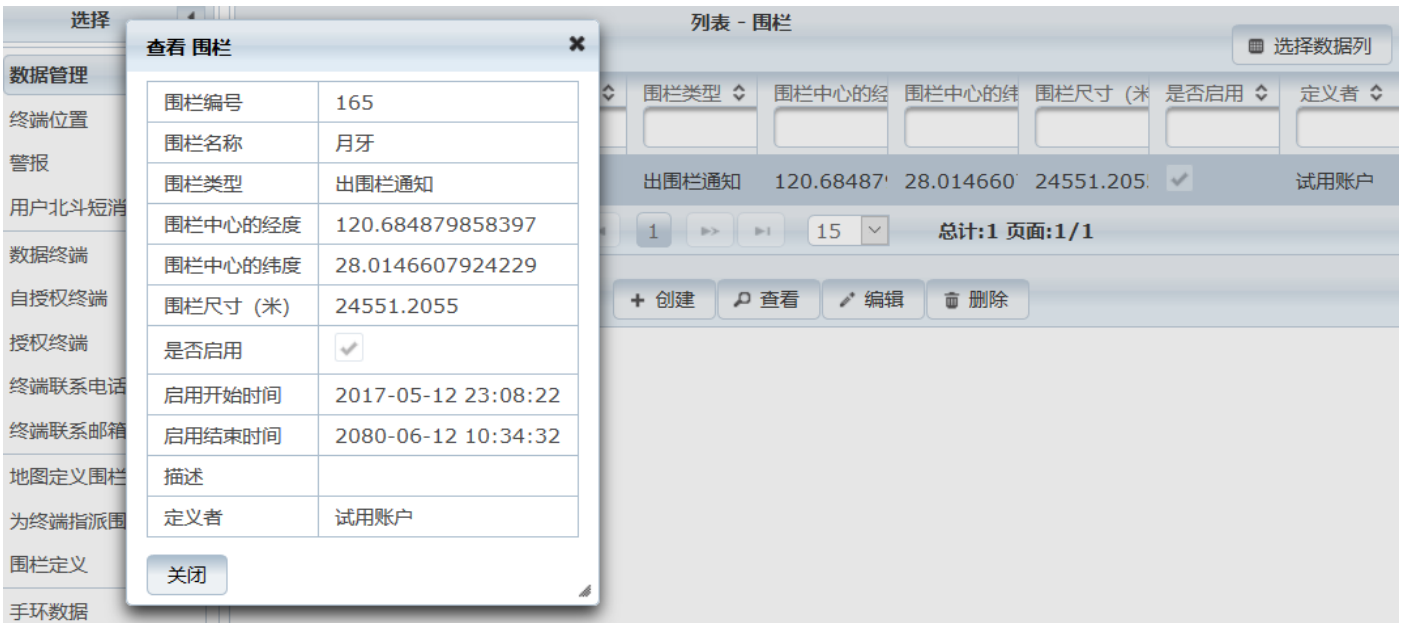 选择
列表 - 围栏
选择数据列
数据管理
终端位置
警报
用户北斗短消
数据终端
自授权终端
授权终端
终端联系电话
终端联系邮箱
地图定义围栏
为终端指派围
围栏定义
手环数据
查看 围栏
围栏编号 165
围栏名称 月牙
围栏类型 出围栏通知
围栏中心的经度 120.684879858397
围栏中心的纬度 28.0146607924229
围栏尺寸 (米) 24551.2055
是否启用
启用开始时间 2017-05-12 23:08:22
启用结束时间 2080-06-12 10:34:32
描述
定义者 试用账户
关闭
围栏类型 围栏中心的经 围栏中心的纬 围栏尺寸 (米 是否启用 定义者
出围栏通知 120.68487 28.014660 24551.205 试用账户
1 15 总计:1 页面:1/1
创建 查看 编辑 删除